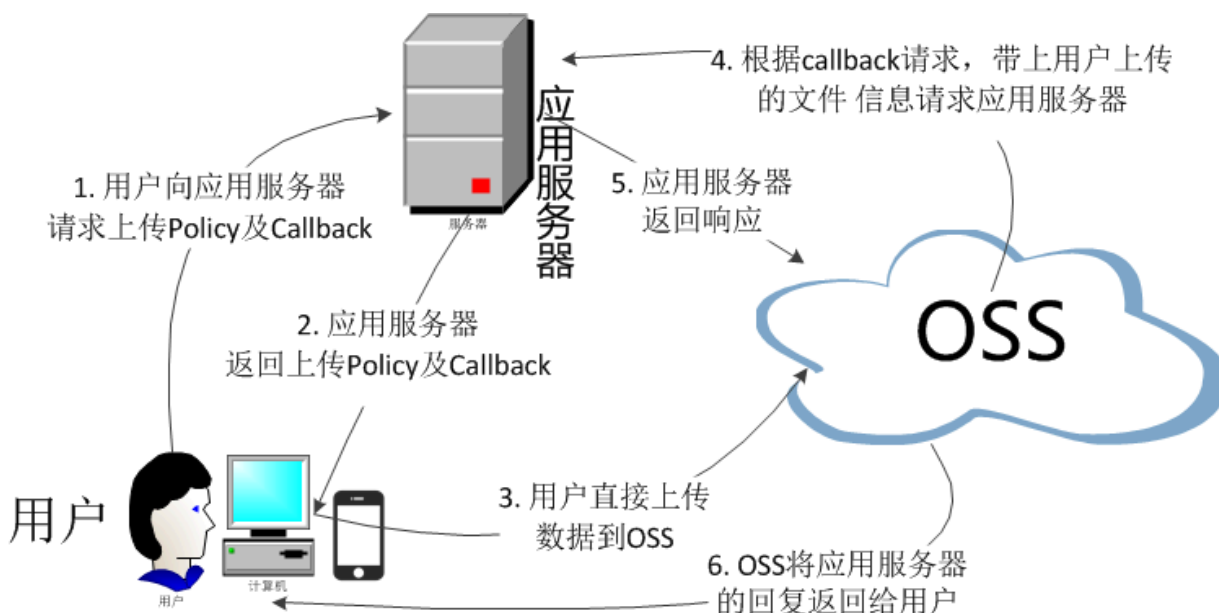 4. 根据callback请求，带上用户上传
的文件 信息请求应用服务器
应用服务器
1. 用户向应用服务器
请求上传Policy及Callback
5. 应用服务器
返回响应
服务器
OSS
2. 应用服务器
返回上传Policy及Callback
用户
3. 用户直接上传
数据到OSS
计算机
用户
6. OSS将应用服务器
的回复返回给用户